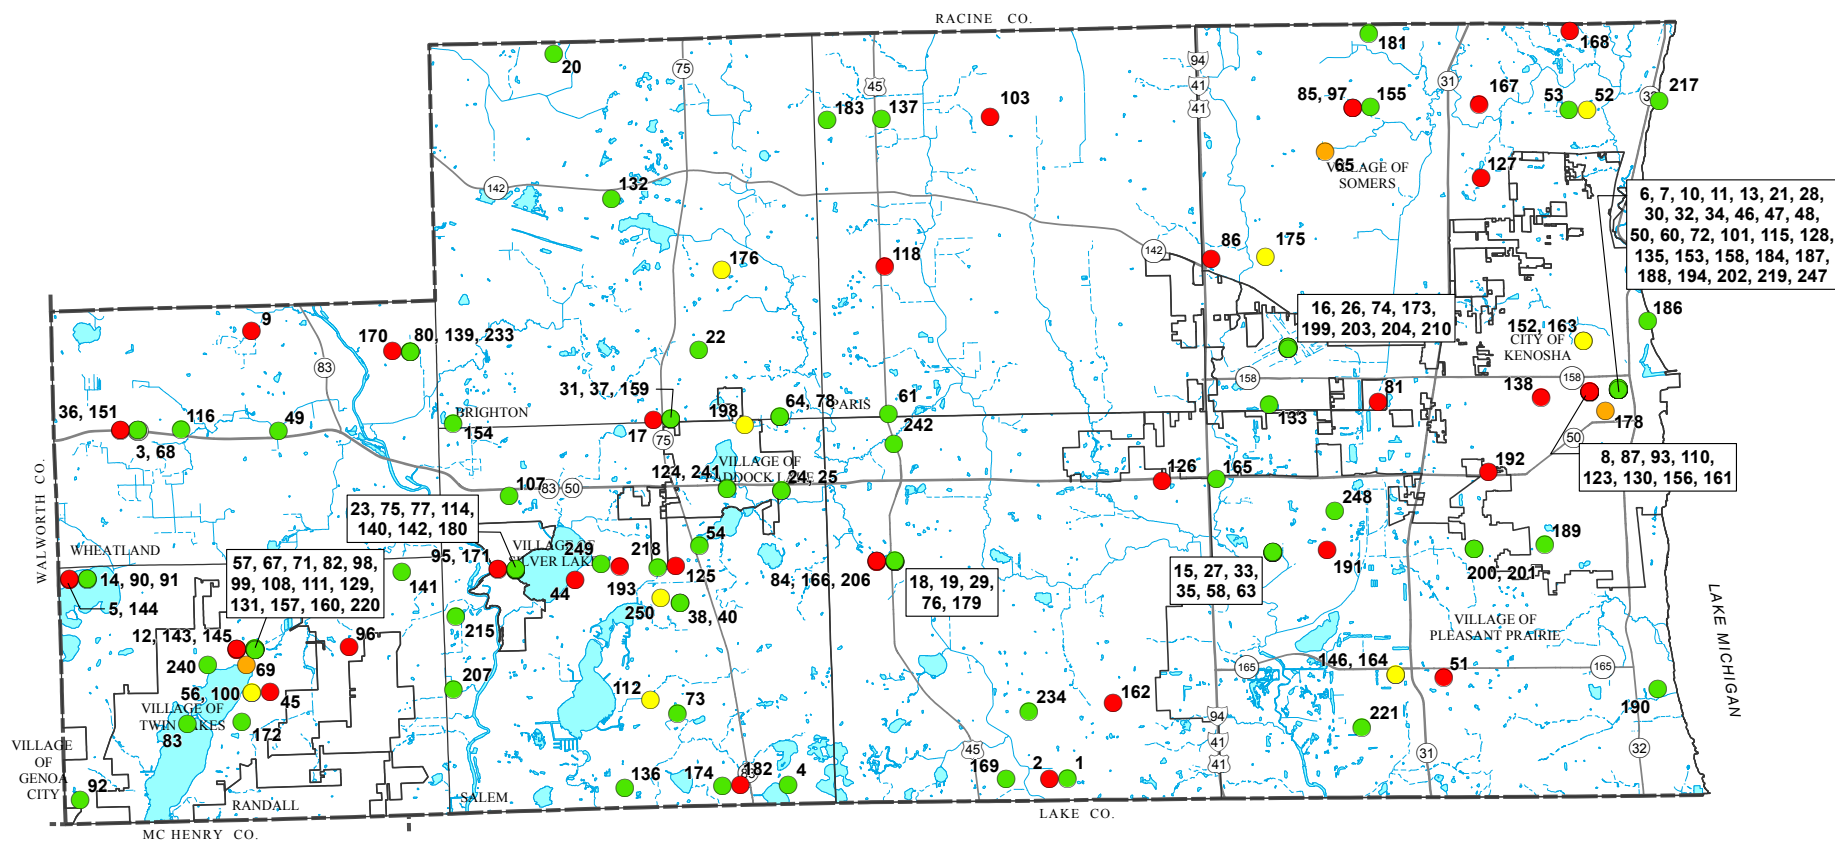 RACINE CO.
20
75
45
183
137
103
94
41
41
181
31
168
217
32
85, 97
155
167
53
52
65
VILLAGE OF
SOMERS
127
142
132
176
118
142
86
175
6, 7, 10, 11, 13, 21, 28,
30, 32, 34, 46, 47, 48,
50, 60, 72, 101, 115, 128,
135, 153, 158, 184, 187,
188, 194, 202, 219, 247
16, 26, 74, 173,
199, 203, 204, 210
186
152, 163
CITY OF
KENOSHA
9
83
170
80, 139, 233
22
31, 37, 159
158
158
138
81
133
178
50
36, 151
116
49
3, 68
BRIGHTON
154
17
75
198
64, 78
PARIS
61
242
8, 87, 93, 110,
123, 130, 156, 161
192
126
165
124, 241
VILLAGE OF
PADDOCK LAKE
24, 25
107
83
50
248
189
WALWORTH CO.
WHEATLAND
23, 75, 77, 114,
140, 142, 180
54
57, 67, 71, 82, 98,
99, 108, 111, 129,
131, 157, 160, 220
95, 171
VILLAGE OF
SILVER LAKE
249
218
193
44
125
84, 166, 206
18, 19, 29,
76, 179
15, 27, 33,
35, 58, 63
191
200, 201
14, 90, 91
5, 144
141
250
38, 40
215
12, 143, 145
96
240
69
56, 100
45
VILLAGE OF
TWIN LAKES
83
172
207
112
73
234
162
VILLAGE OF
PLEASANT PRAIRIE
165
146, 164
51
165
190
LAKE MICHIGAN
221
94
41
41
31
32
VILLAGE
OF
GENOA
CITY
92
RANDALL
SALEM
136
174
83
182
4
45
169
2
1
MC HENRY CO.
LAKE CO.